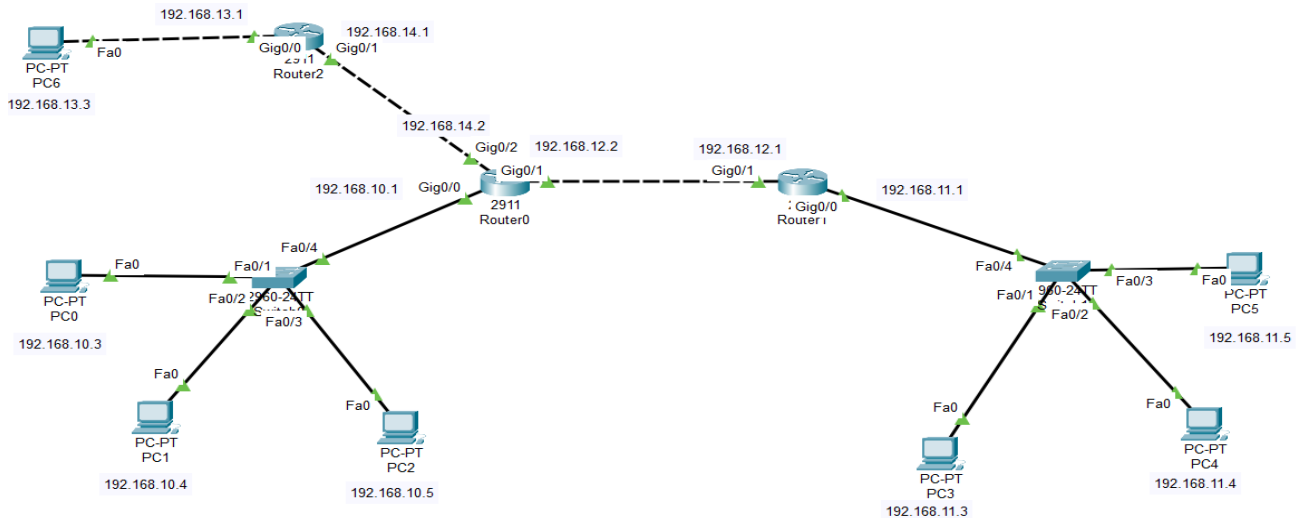 192.168.13.1
Fa0
Gig0/0
192.168.14.1
Gig0/1
Router2
PC-PT
PC6
192.168.13.3
192.168.14.2
Gig0/2
192.168.12.2
Gig0/1
192.168.12.1
Gig0/1
192.168.10.1
Gig0/0
2911
Router0
Gig0/0
192.168.11.1
Fa0/4
Fa0
Fa0/1
Fa0/2
Fa0/3
PC-PT
PC0
192.168.10.3
Fa0
PC-PT
PC1
192.168.10.4
Fa0
PC-PT
PC2
192.168.10.5
Fa0/4
Fa0/1
Fa0/2
Fa0/3
Fa0
PC-PT
PC5
192.168.11.5
Fa0
PC-PT
PC3
192.168.11.3
Fa0
PC-PT
PC4
192.168.11.4